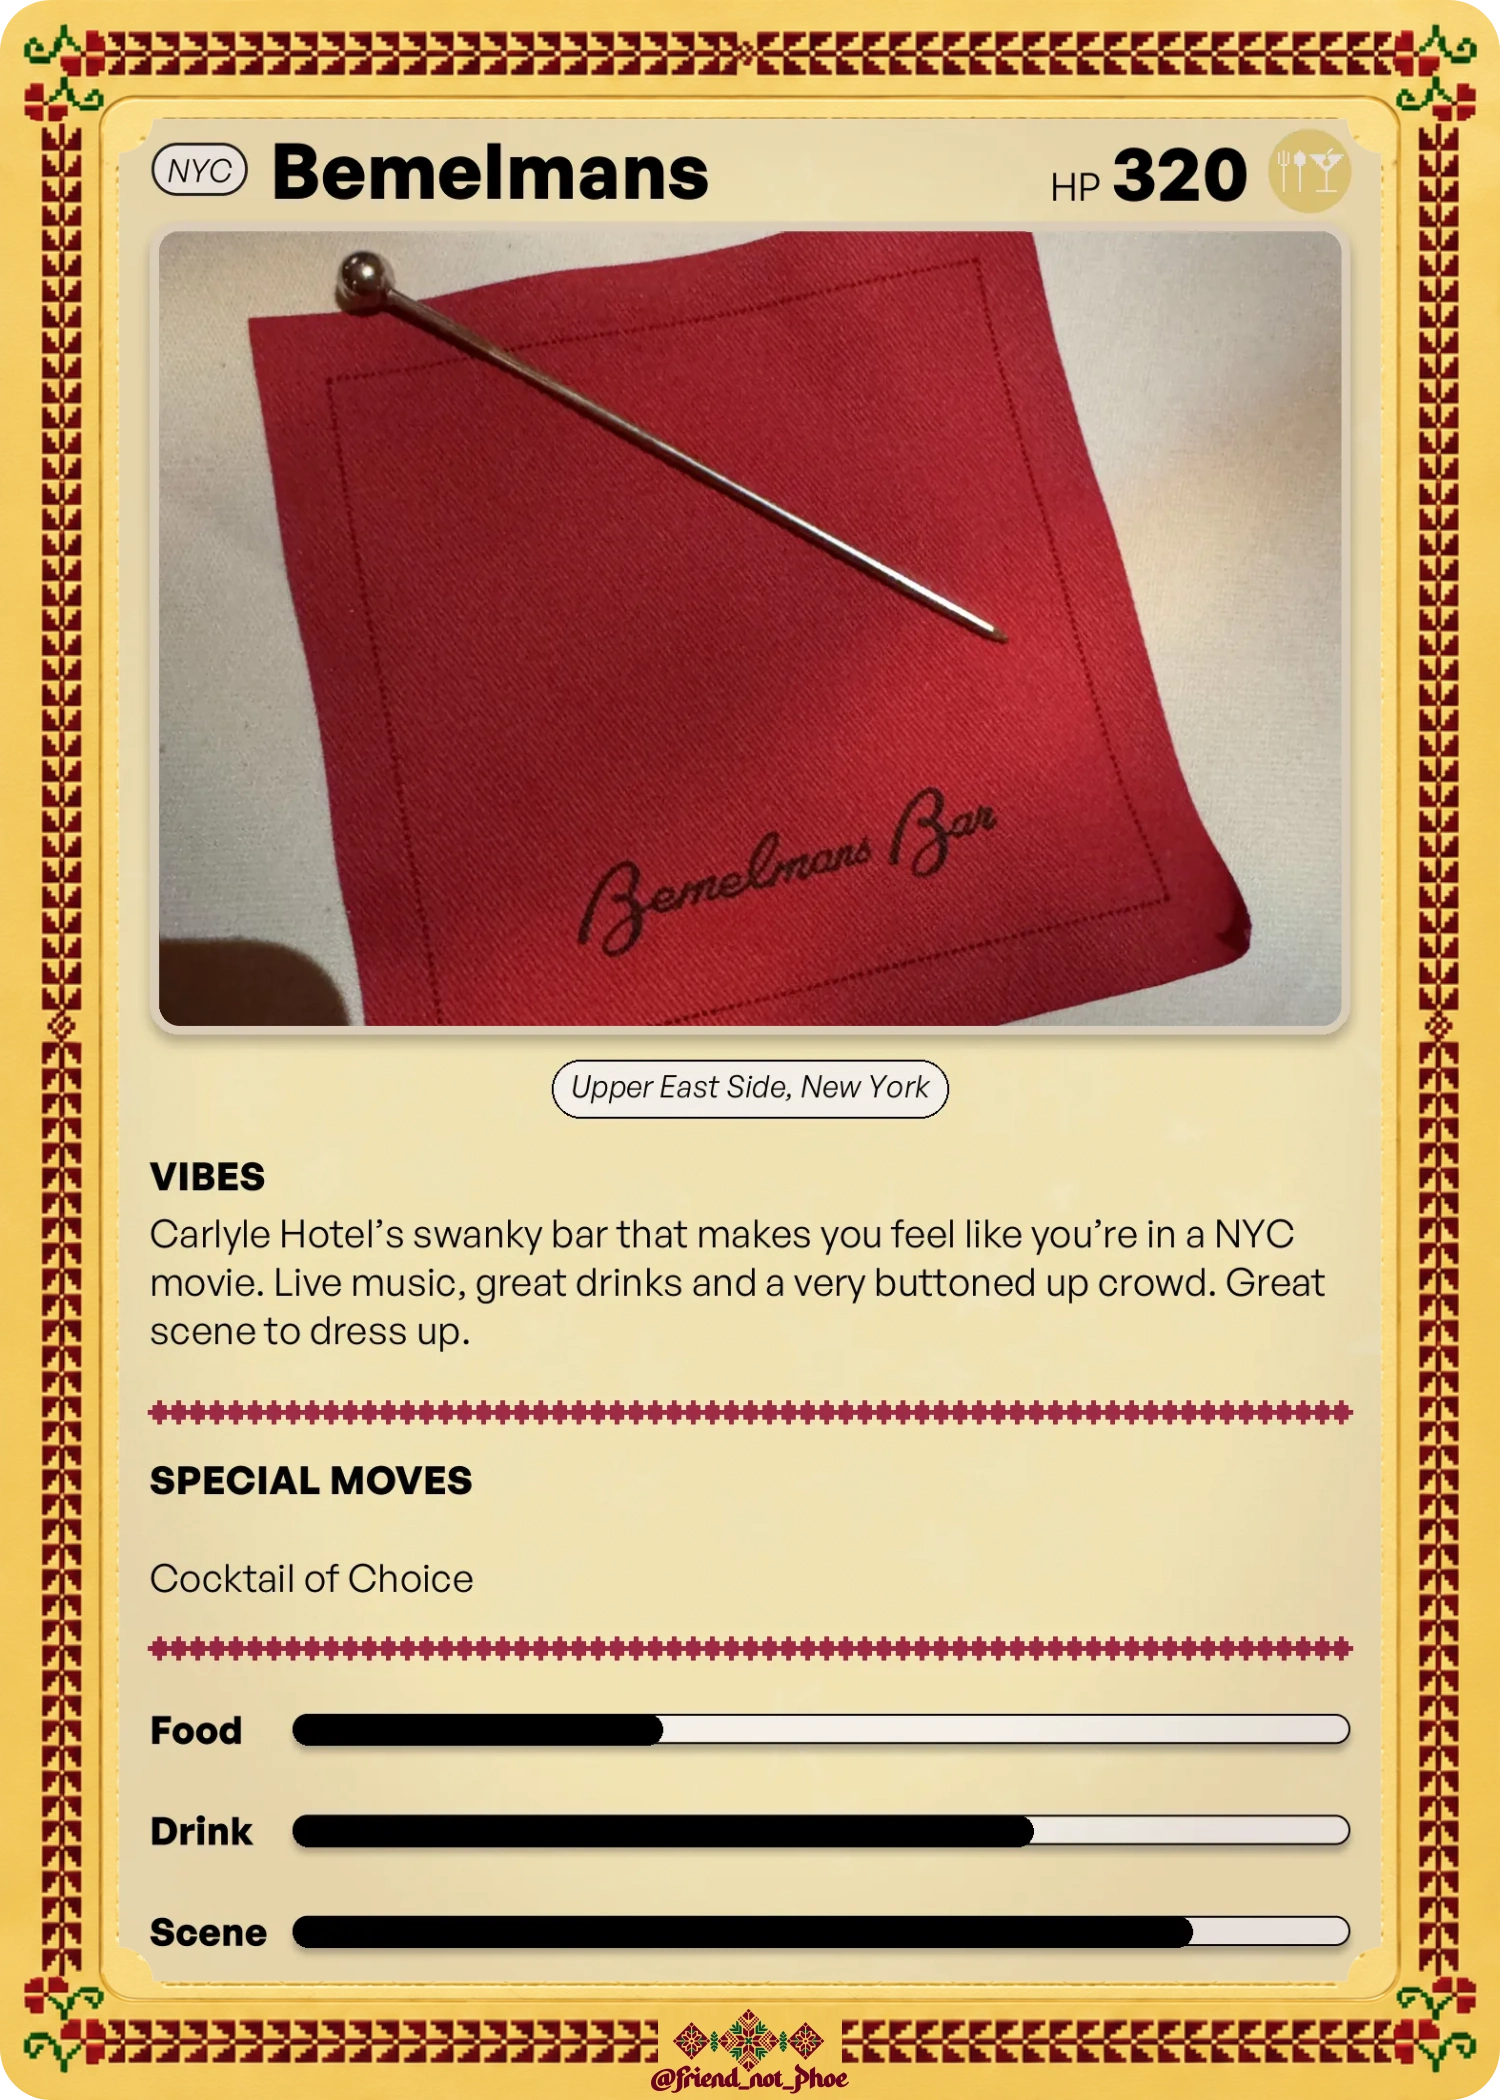 NYC Bemelmans HP 320
Bemelmans Bar
Upper East Side, New York
VIBES
Carlyle Hotel’s swanky bar that makes you feel like you’re in a NYC
movie. Live music, great drinks and a very buttoned up crowd. Great
scene to dress up.
SPECIAL MOVES
Cocktail of Choice
Food
Drink
Scene
@friend_not_Phoe